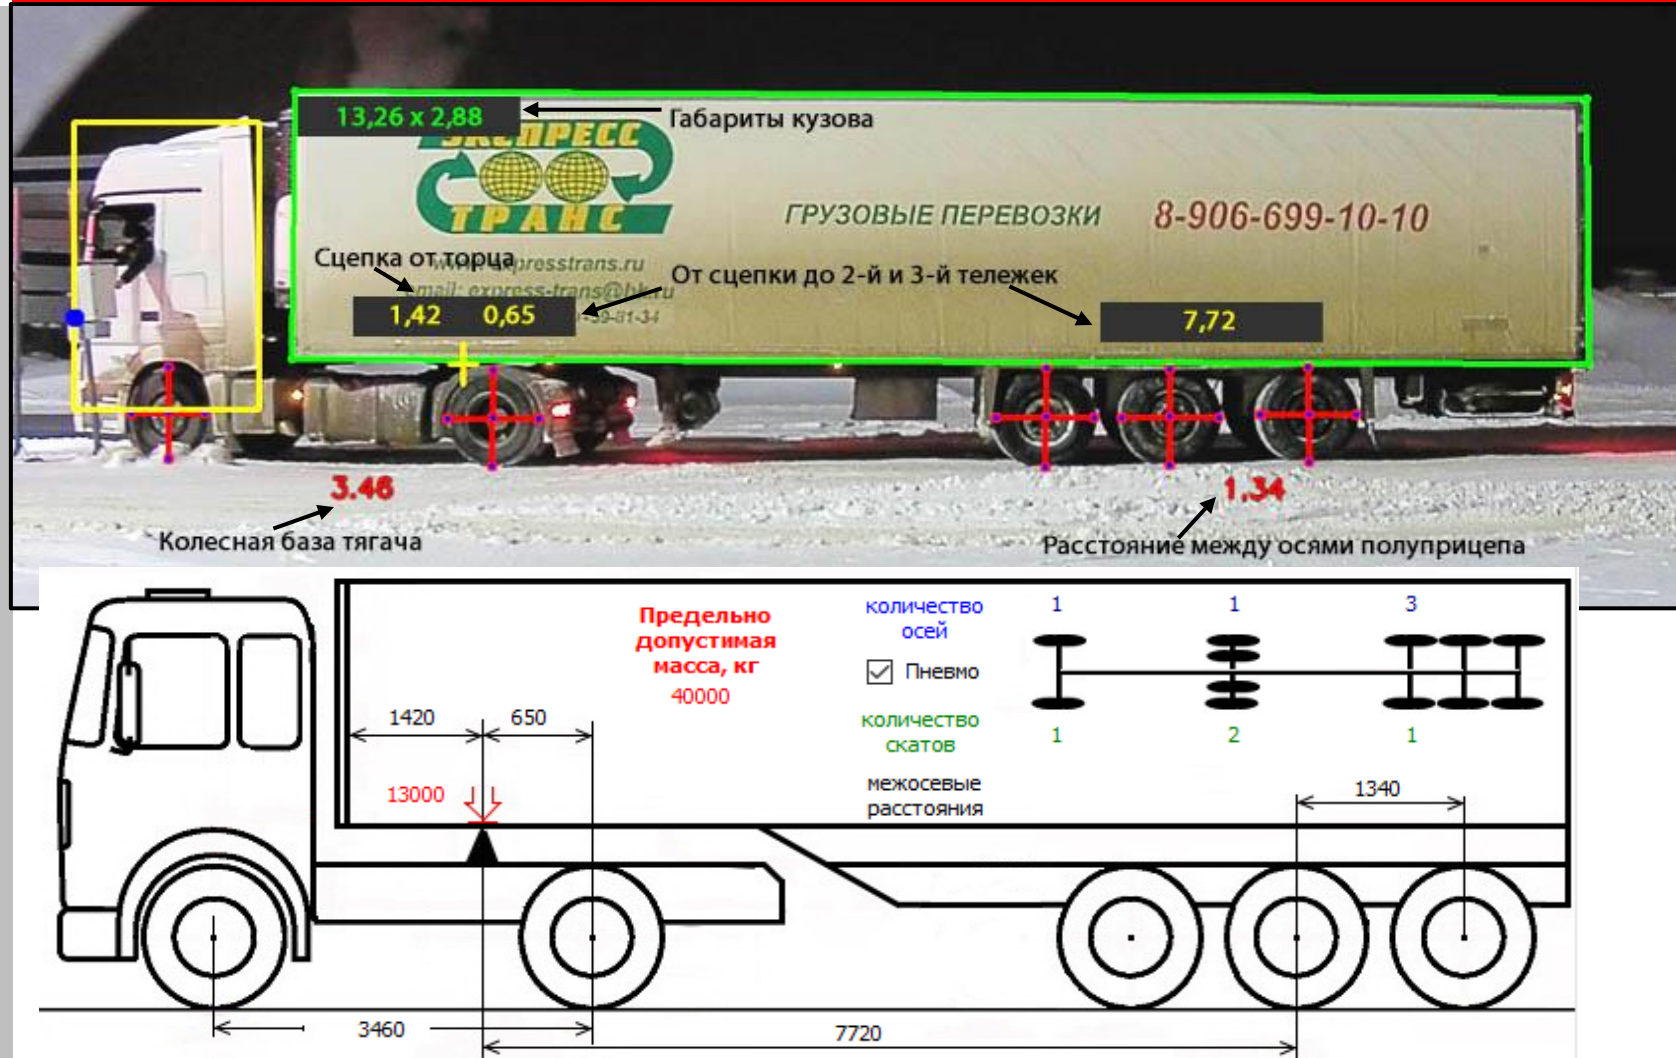 13,26 x 2,88
Габариты кузова
ЭКСПРЕСС
ТРАНС
ГРУЗОВЫЕ ПЕРЕВОЗКИ 8-906-699-10-10
Сцепка от торца
От сцепки до 2-й и 3-й тележек
1,42 0,65
7,72
3.46
1.34
Колесная база тягача
Расстояние между осями полуприцепа
Предельно
допустимая
масса, кг
40000
количество
осей
1 1 3
Пневмо
количество
скатов
1 2 1
межосевые
расстояния
1420 650
13000
1340
3460
7720